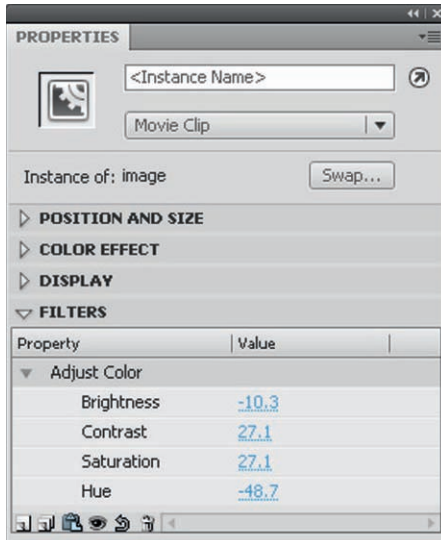 PROPERTIES
<Instance Name>
Movie Clip
Instance of: image Swap...
POSITION AND SIZE
COLOR EFFECT
DISPLAY
FILTERS
Property Value
Adjust Color
Brightness -10.3
Contrast 27.1
Saturation 27.1
Hue -48.7